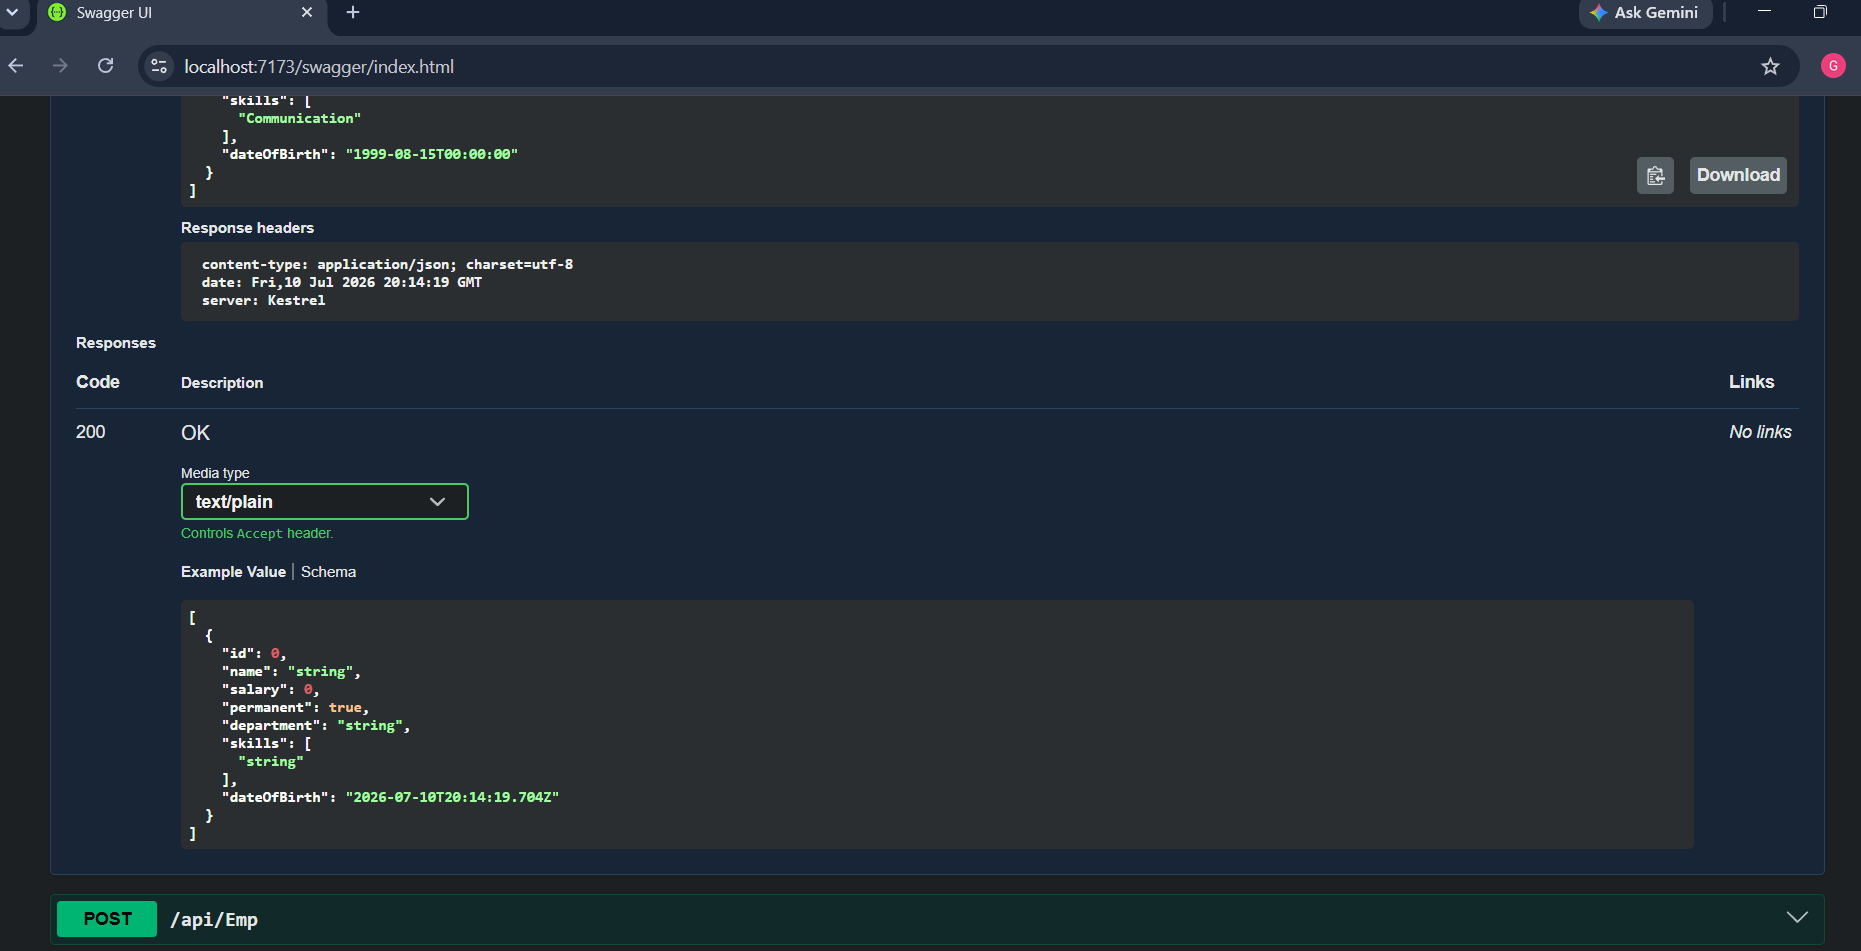 Swagger UI
Ask Gemini
localhost:7173/swagger/index.html
G
"skills": [
"Communication"
],
"dateOfBirth": "1999-08-15T00:00:00"
}
]
Download
Response headers
content-type: application/json; charset=utf-8
date: Fri,10 Jul 2026 20:14:19 GMT
server: Kestrel
Responses
Code Description Links
200 OK No links
Media type
text/plain
Controls Accept header.
Example Value | Schema
[
{
"id": 0,
"name": "string",
"salary": 0,
"permanent": true,
"department": "string",
"skills": [
"string"
],
"dateOfBirth": "2026-07-10T20:14:19.704Z"
}
]
POST /api/Emp